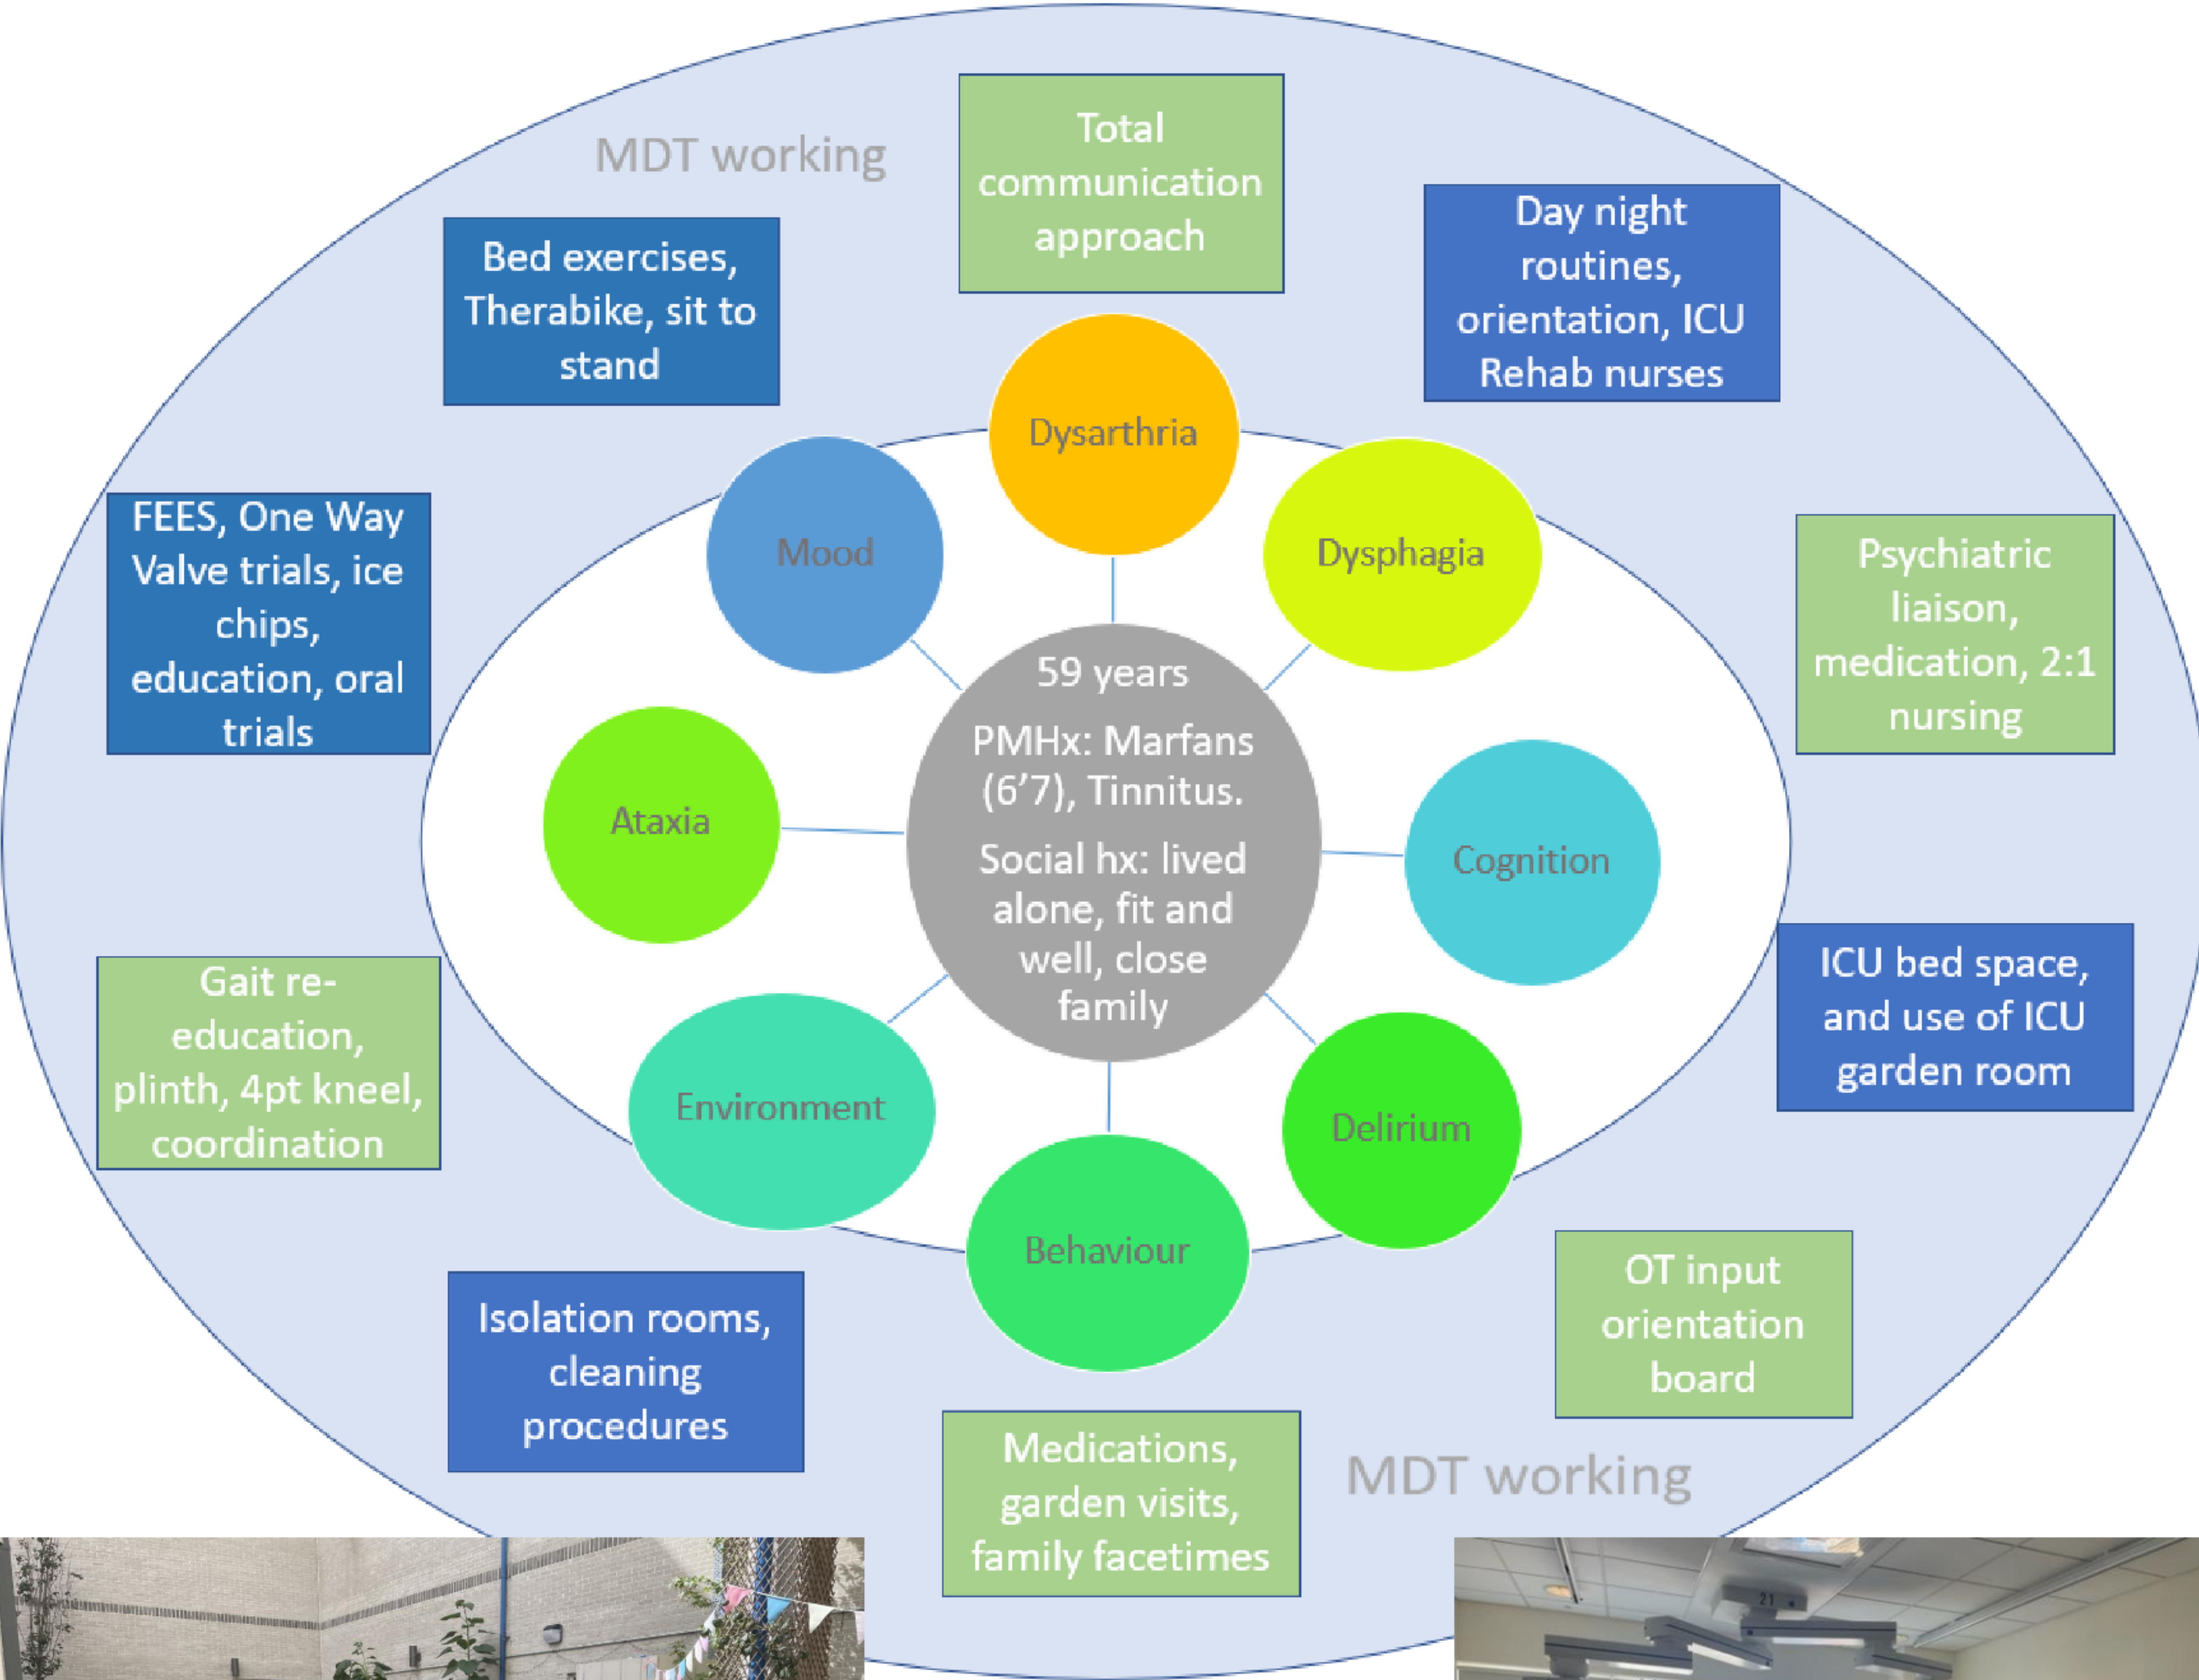 MDT working
Total
communication
approach
Day night
routines,
orientation, ICU
Rehab nurses
Bed exercises,
Therabike, sit to
stand
Dysarthria
Mood
Dysphagia
FEES, One Way
Valve trials, ice
chips,
education, oral
trials
Psychiatric
liaison,
medication, 2:1
nursing
59 years
PMHx: Marfans
(6’7), Tinnitus.
Social hx: lived
alone, fit and
well, close
family
Ataxia
Cognition
Gait re-
education,
plinth, 4pt kneel,
coordination
ICU bed space,
and use of ICU
garden room
Environment
Delirium
Behaviour
Isolation rooms,
cleaning
procedures
OT input
orientation
board
Medications,
garden visits,
family facetimes
MDT working
21